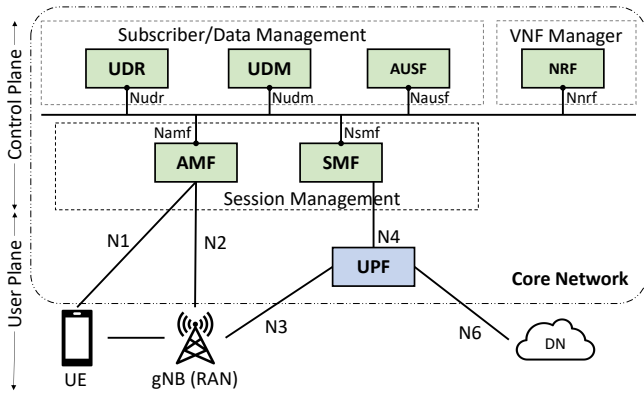 Subscriber/Data Management
VNF Manager
UDR
UDM
AUSF
NRF
Nudr
Nudm
Nausf
Nnrf
Control Plane
Namf
Nsmf
AMF
SMF
Session Management
N1
N2
N4
UPF
User Plane
Core Network
N3
N6
DN
UE
gNB (RAN)